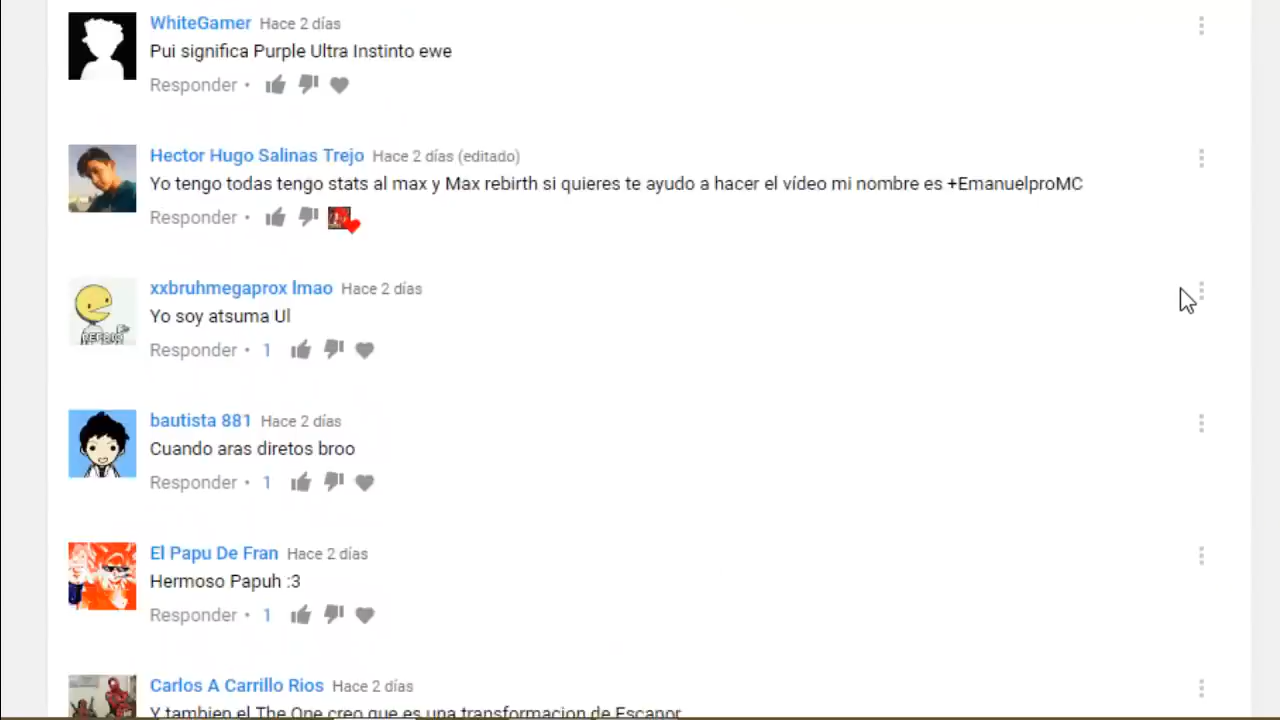 WhiteGamer Hace 2 días
Pui significa Purple Ultra Instinto ewe
Responder •
Hector Hugo Salinas Trejo Hace 2 días (editado)
Yo tengo todas tengo stats al max y Max rebirth si quieres te ayudo a hacer el vídeo mi nombre es +EmanuelproMC
Responder •
xxbruhmegaprox lmao Hace 2 días
Yo soy atsuma UI
Responder • 1
bautista 881 Hace 2 días
Cuando aras diretos broo
Responder • 1
El Papu De Fran Hace 2 días
Hermoso Papuh :3
Responder • 1
Carlos A Carrillo Rios Hace 2 días
Y tambien el The One creo que es una transformacion de Escanor